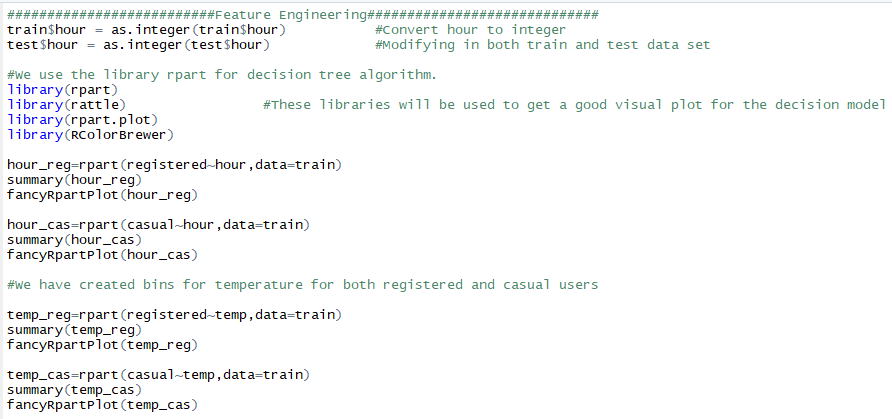 ##########################Feature Engineering#############################
train$hour = as.integer(train$hour) #Convert hour to integer
test$hour = as.integer(test$hour) #Modifying in both train and test data set
#We use the library rpart for decision tree algorithm.
library(rpart)
library(rattle) #These libraries will be used to get a good visual plot for the decision model
library(rpart.plot)
library(RColorBrewer)
hour_reg=rpart(registered~hour,data=train)
summary(hour_reg)
fancyRpartPlot(hour_reg)
hour_cas=rpart(casual~hour,data=train)
summary(hour_cas)
fancyRpartPlot(hour_cas)
#We have created bins for temperature for both registered and casual users
temp_reg=rpart(registered~temp,data=train)
summary(temp_reg)
fancyRpartPlot(temp_reg)
temp_cas=rpart(casual~temp,data=train)
summary(temp_cas)
fancyRpartPlot(temp_cas)